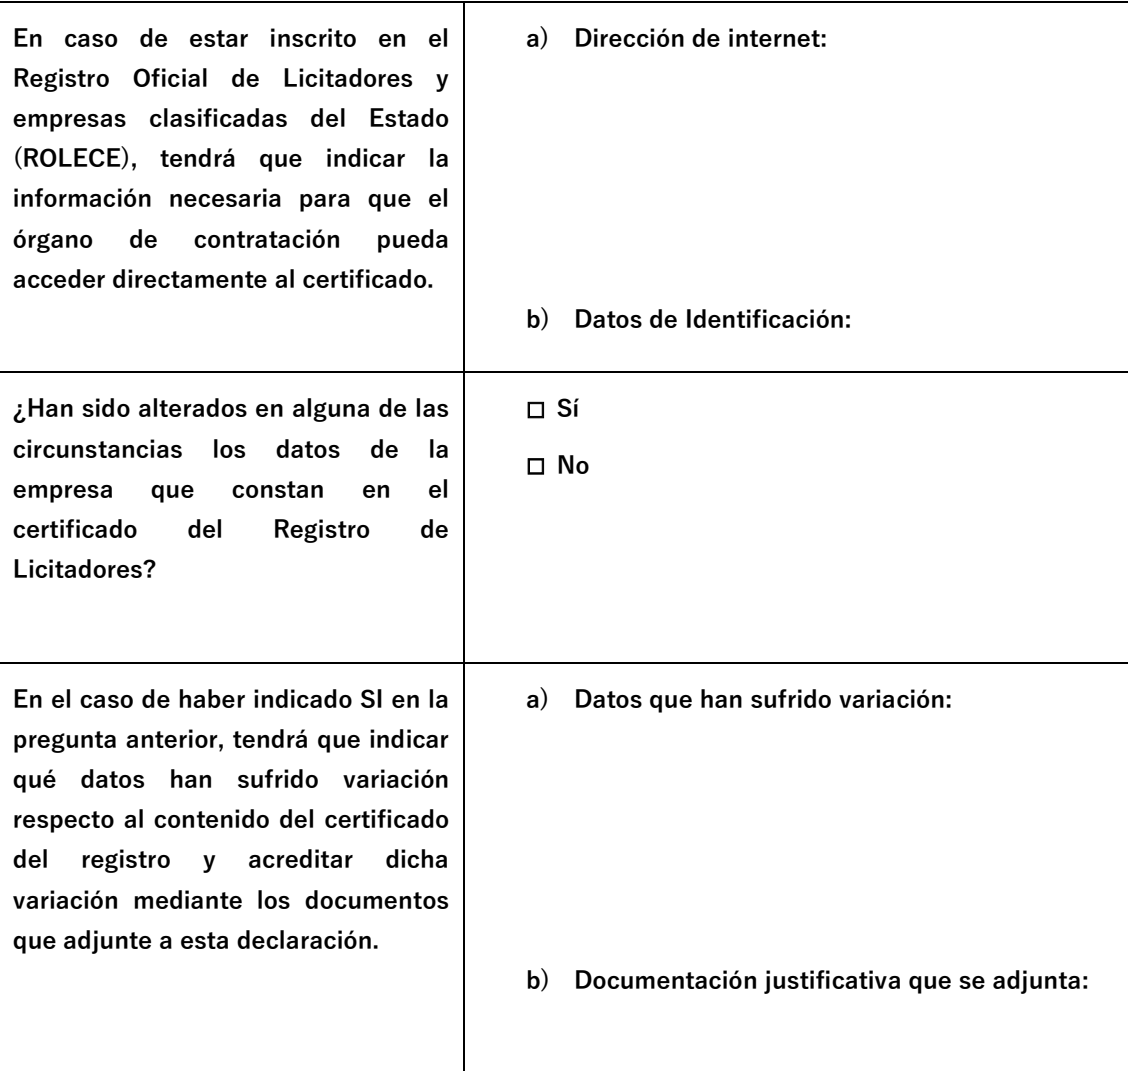 En caso de estar inscrito en el
Registro Oficial de Licitadores y
empresas clasificadas del Estado
(ROLECE), tendrá que indicar la
información necesaria para que el
órgano de contratación pueda
acceder directamente al certificado.
a) Dirección de internet:
b) Datos de Identificación:
¿Han sido alterados en alguna de las
circunstancias los datos de la
empresa que constan en el
certificado del Registro de
Licitadores?
☐ Sí
☐ No
En el caso de haber indicado SI en la
pregunta anterior, tendrá que indicar
qué datos han sufrido variación
respecto al contenido del certificado
del registro y acreditar dicha
variación mediante los documentos
que adjunte a esta declaración.
a) Datos que han sufrido variación:
b) Documentación justificativa que se adjunta: